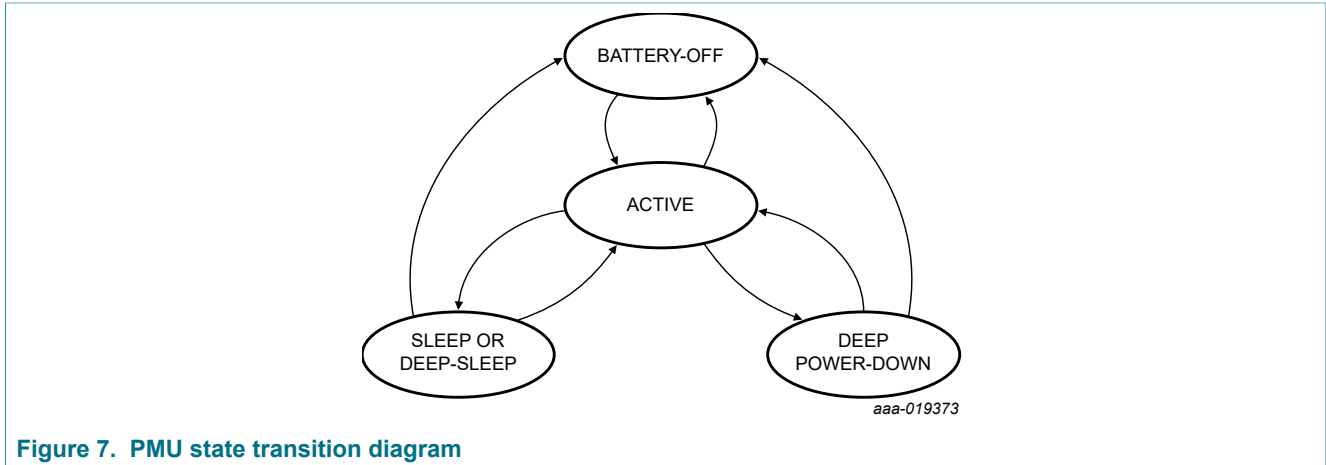 BATTERY-OFF
ACTIVE
SLEEP OR
DEEP-SLEEP
DEEP
POWER-DOWN
aaa-019373
Figure 7. PMU state transition diagram